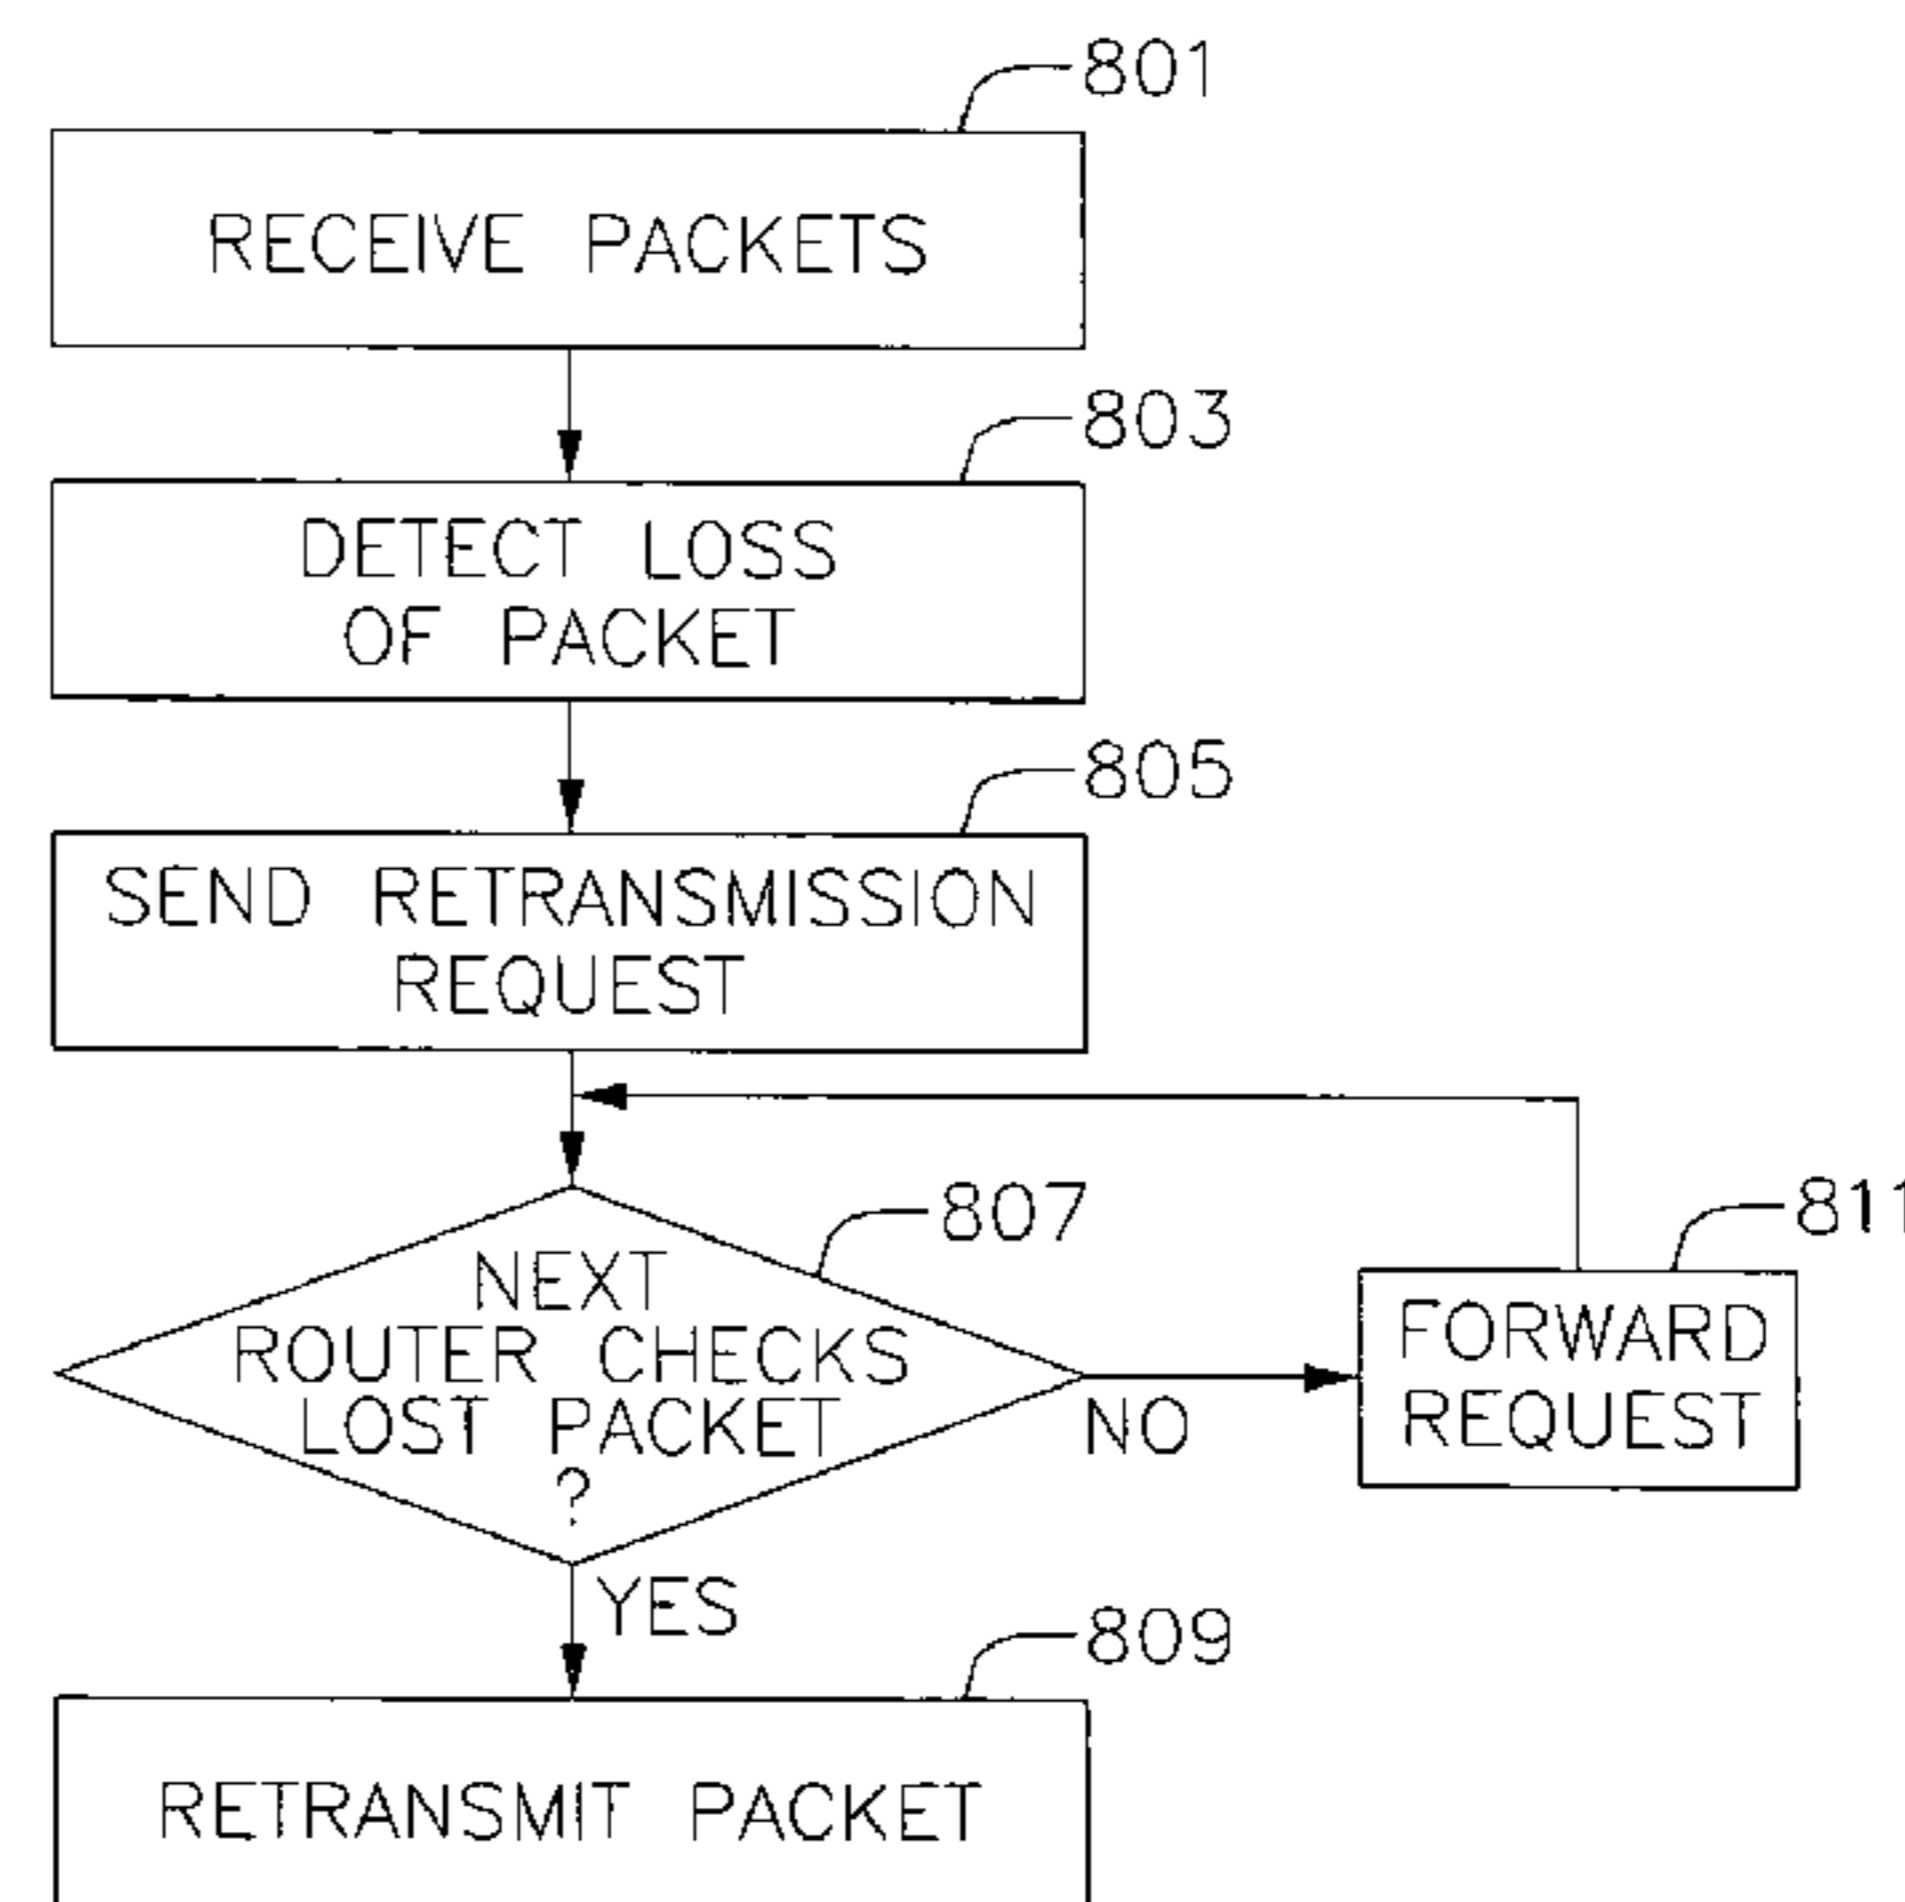 801
RECEIVE PACKETS
803
DETECT LOSS
OF PACKET
805
SEND RETRANSMISSION
REQUEST
807
NEXT
ROUTER CHECKS
LOST PACKET
?
NO
811
FORWARD
REQUEST
YES
809
RETRANSMIT PACKET